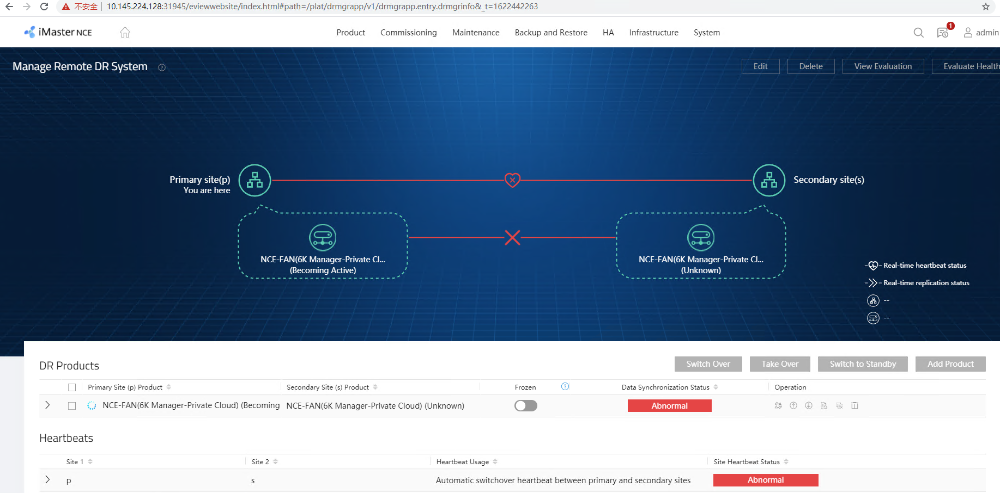 不安全 10.145.224.128:31945/eviewwebsite/index.html#path=/plat/drmgrapp/v1/drmgrapp.entry.drmgrinfo&_t=1622442263
iMaster NCE Product Commissioning Maintenance Backup and Restore HA Infrastructure System 1 admin
Manage Remote DR System ? Edit Delete View Evaluation Evaluate Health
Primary site(p)
You are here
Secondary site(s)
NCE-FAN(6K Manager-Private Cl...
(Becoming Active)
NCE-FAN(6K Manager-Private Cl...
(Unknown)
Real-time heartbeat status
Real-time replication status
--
--
DR Products Switch Over Take Over Switch to Standby Add Product
Primary Site (p) Product Secondary Site (s) Product Frozen ? Data Synchronization Status Operation
NCE-FAN(6K Manager-Private Cloud) (Becoming NCE-FAN(6K Manager-Private Cloud) (Unknown) Abnormal
Heartbeats
Site 1 Site 2 Heartbeat Usage Site Heartbeat Status
p s Automatic switchover heartbeat between primary and secondary sites Abnormal